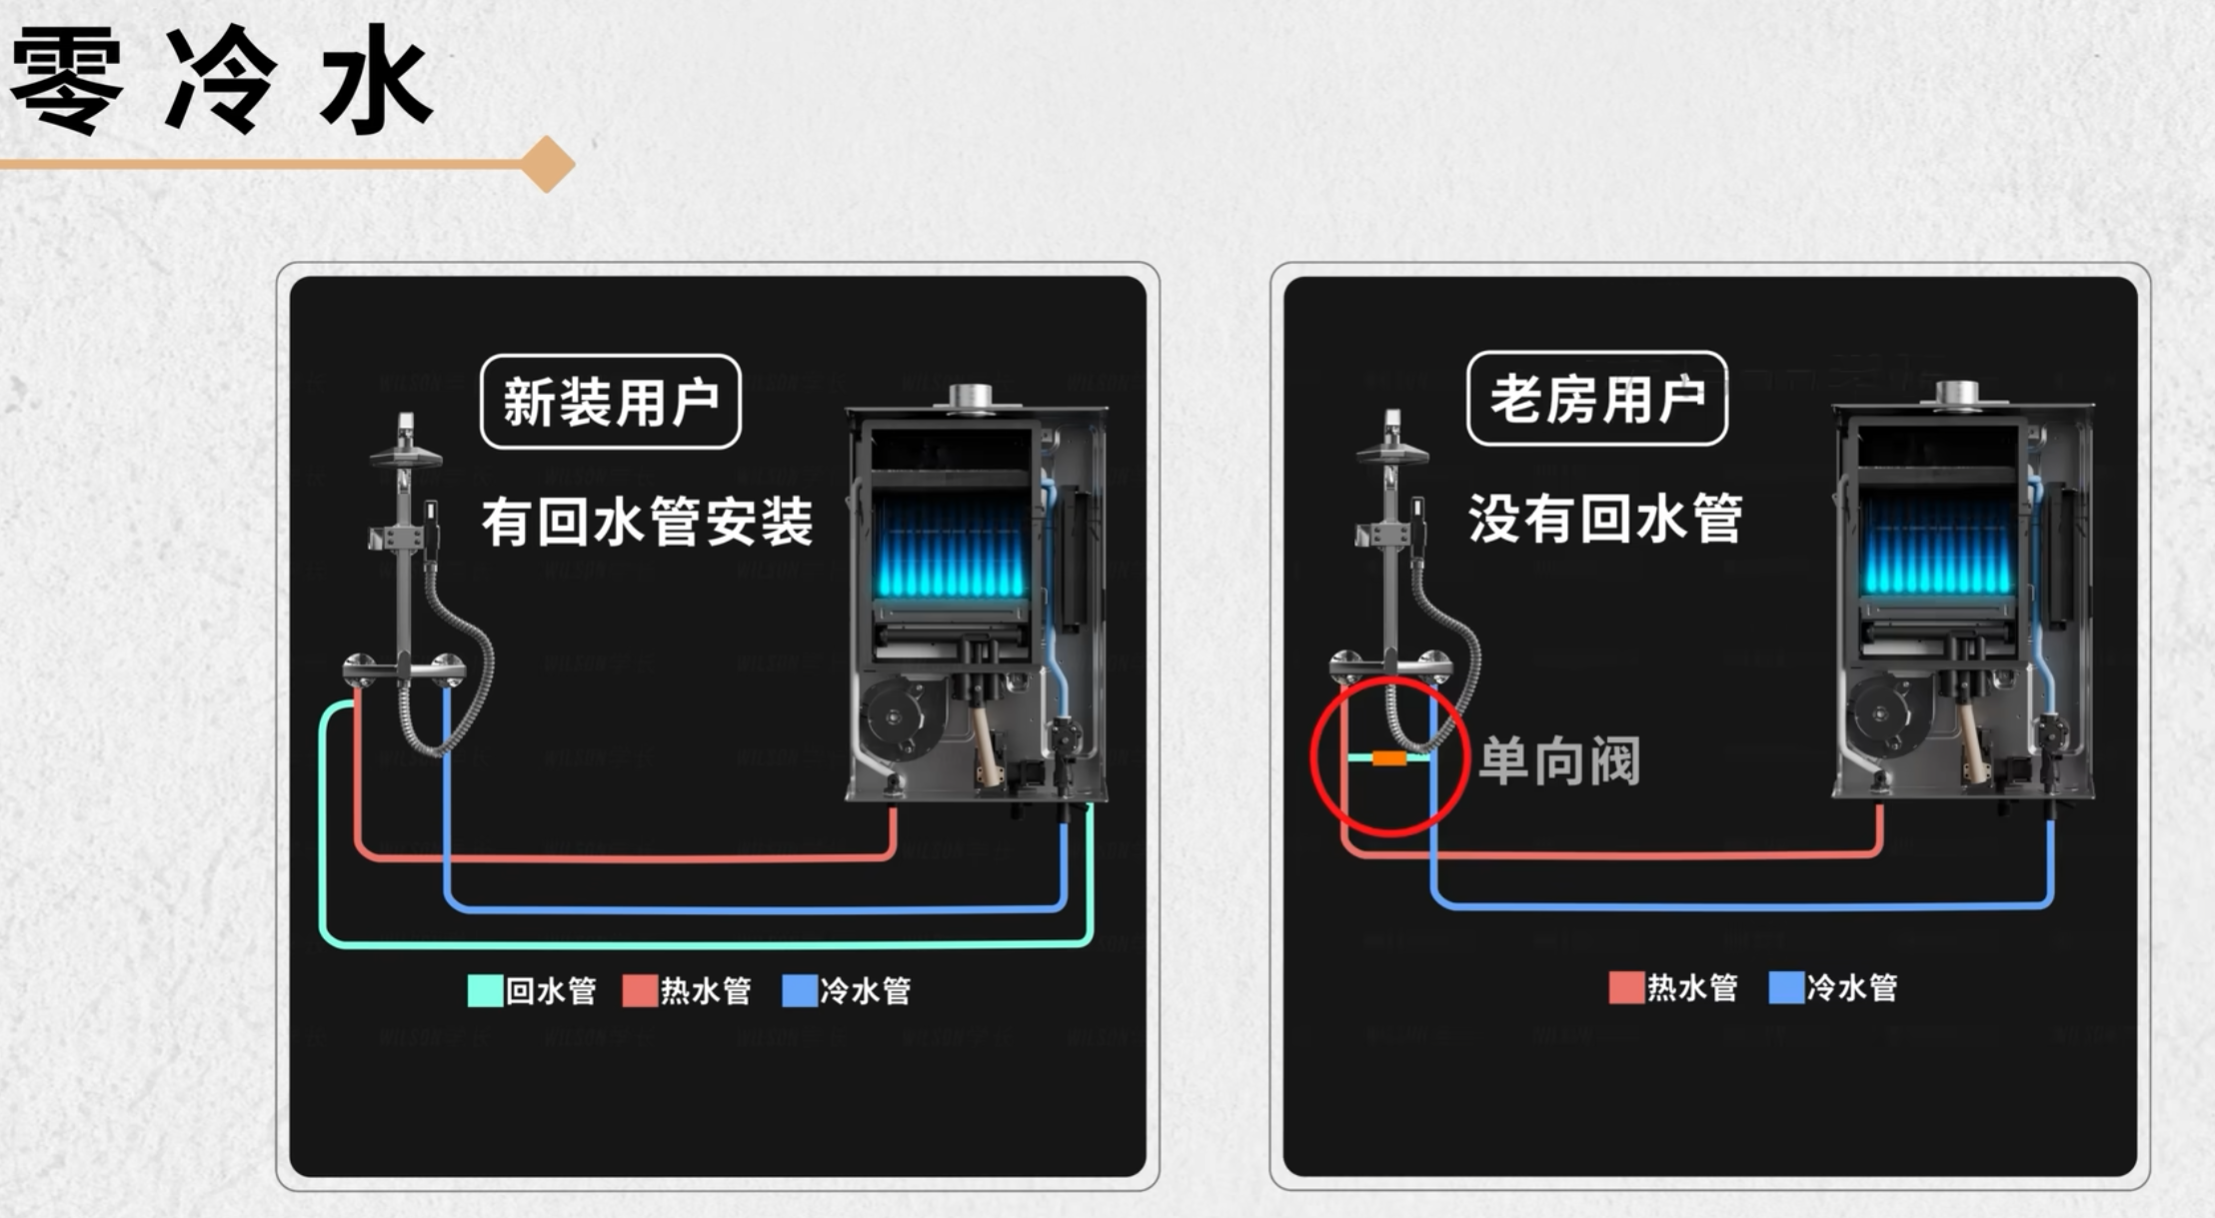 零冷水
新装用户
有回水管安装
回水管 热水管 冷水管
老房用户
没有回水管
单向阀
热水管 冷水管